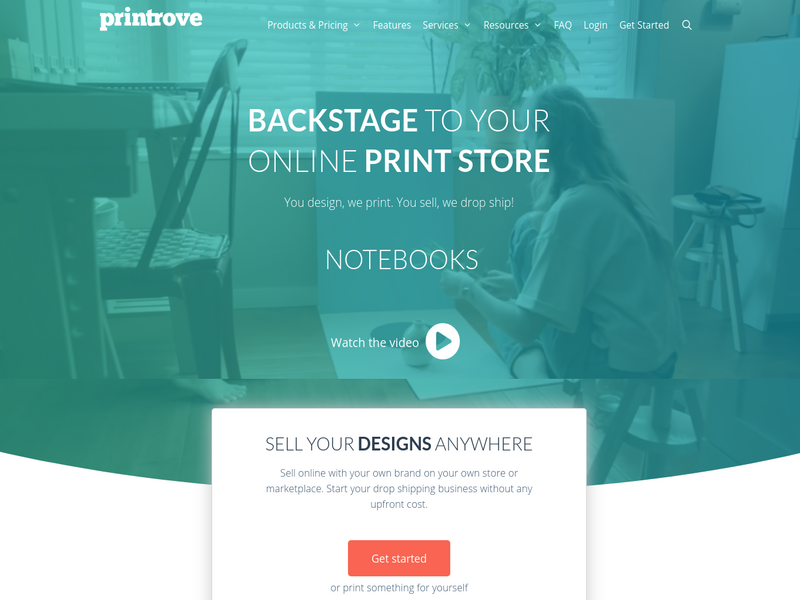 printrove
Products & Pricing
Features
Services
Resources
FAQ
Login
Get Started
BACKSTAGE TO YOUR
ONLINE PRINT STORE
You design, we print. You sell, we drop ship!
NOTEBOOKS
Watch the video
SELL YOUR DESIGNS ANYWHERE
Sell online with your own brand on your own store or
marketplace. Start your drop shipping business without any
upfront cost.
Get started
or print something for yourself